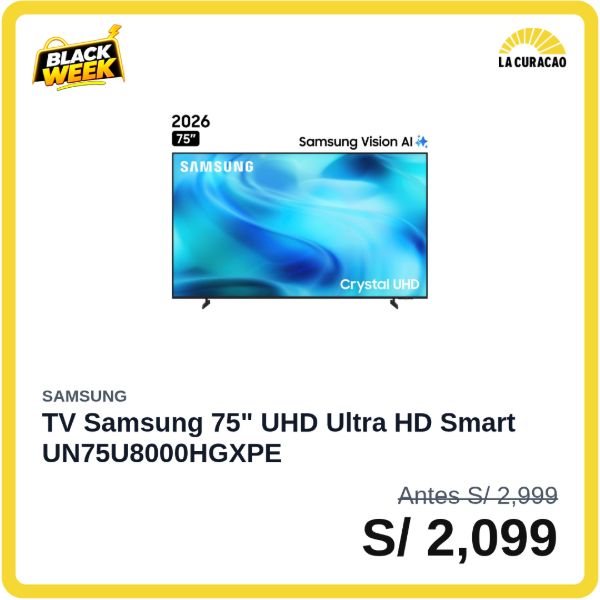 BLACK
WEEK
LA CURACAO
2026
75"
Samsung Vision AI
SAMSUNG
Crystal UHD
SAMSUNG
TV Samsung 75" UHD Ultra HD Smart
UN75U8000HGXPE
Antes S/ 2,999
S/ 2,099